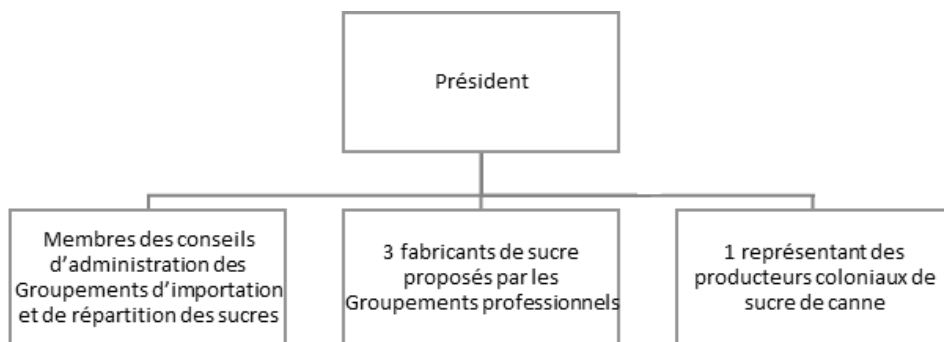 Président
Membres des conseils
d’administration des
Groupements d’importation
et de répartition des sucres
3 fabricants de sucre
proposés par les
Groupements professionnels
1 représentant des
producteurs coloniaux de
sucre de canne